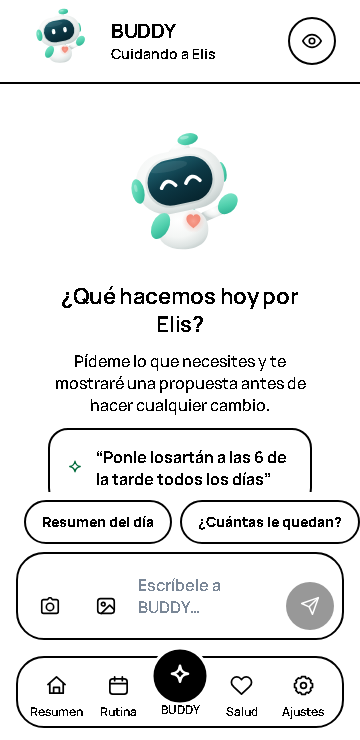 BUDDY
Cuidando a Elis
¿Qué hacemos hoy por
Elis?
Pídeme lo que necesites y te
mostraré una propuesta antes de
hacer cualquier cambio.
“Ponle losartán a las 6 de
la tarde todos los días”
Resumen del día
¿Cuántas le quedan?
Escríbele a
BUDDY…
Resumen
Rutina
BUDDY
Salud
Ajustes